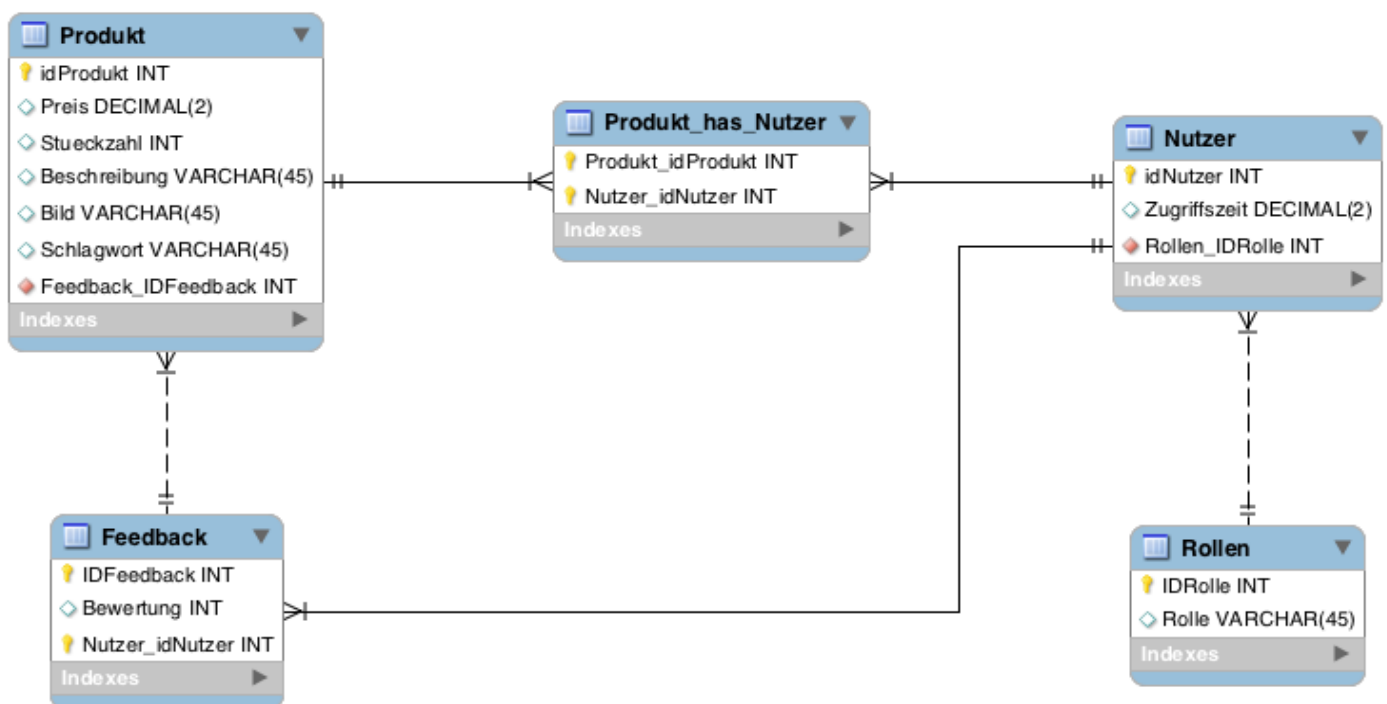 Produkt
idProdukt INT
Preis DECIMAL(2)
Stueckzahl INT
Beschreibung VARCHAR(45)
Bild VARCHAR(45)
Schlagwort VARCHAR(45)
Feedback_IDFeedback INT
Indexes
Produkt_has_Nutzer
Produkt_idProdukt INT
Nutzer_idNutzer INT
Indexes
Nutzer
idNutzer INT
Zugriffszeit DECIMAL(2)
Rollen_IDRolle INT
Indexes
Feedback
IDFeedback INT
Bewertung INT
Nutzer_idNutzer INT
Indexes
Rollen
IDRolle INT
Rolle VARCHAR(45)
Indexes